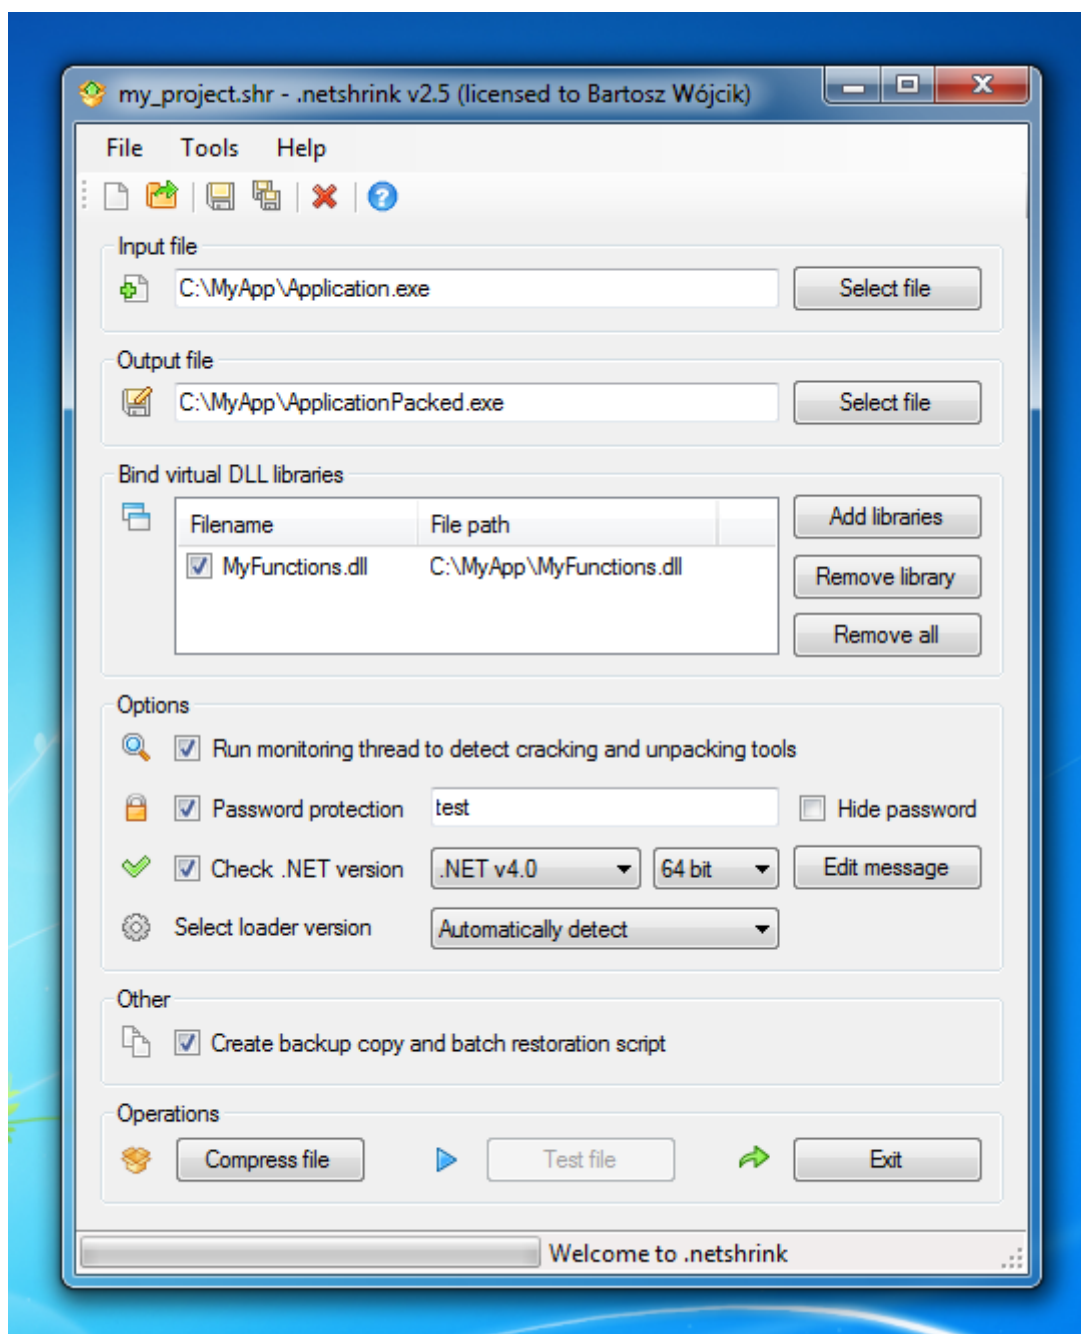 my_project.shr - .netshrink v2.5 (licensed to Bartosz Wójcik)
File Tools Help
Input file
C:\MyApp\Application.exe Select file
Output file
C:\MyApp\ApplicationPacked.exe Select file
Bind virtual DLL libraries
Filename File path Add libraries
MyFunctions.dll C:\MyApp\MyFunctions.dll Remove library
Remove all
Options
Run monitoring thread to detect cracking and unpacking tools
Password protection test Hide password
Check .NET version .NET v4.0 64 bit Edit message
Select loader version Automatically detect
Other
Create backup copy and batch restoration script
Operations
Compress file Test file Exit
Welcome to .netshrink